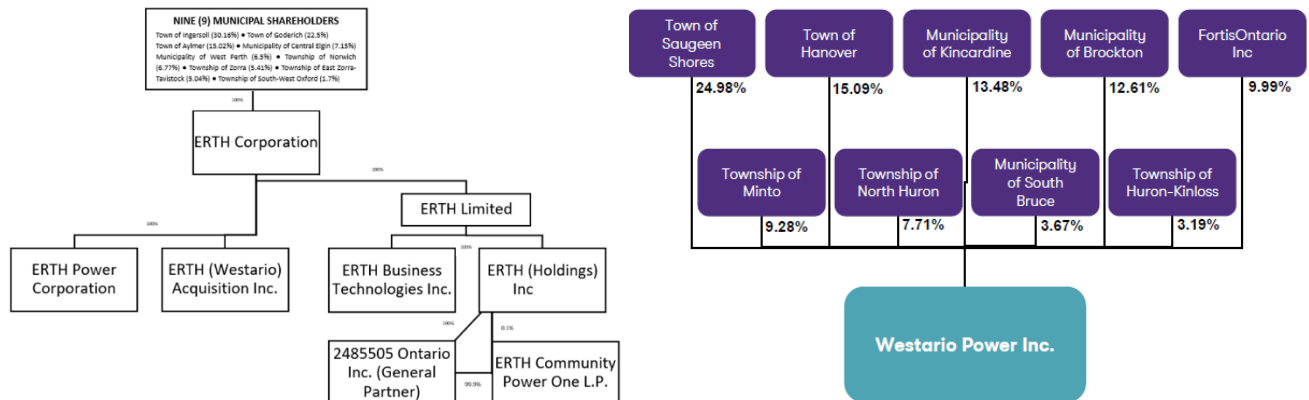 NINE (9) MUNICIPAL SHAREHOLDERS
Town of Ingersoll (30.16%) ● Town of Goderich (22.5%)
Town of Aylmer (15.02%) ● Municipality of Central Elgin (7.15%)
Municipality of West Perth (6.5%) ● Township of Norwich
(6.77%) ● Township of Zorra (5.41%) ● Township of East Zorra-
Tavistock (5.04%) ● Township of South-West Oxford (1.7%)
100%
ERTH Corporation
100%
ERTH Limited
100%
100%
ERTH Power
Corporation
ERTH (Westario)
Acquisition Inc.
ERTH Business
Technologies Inc.
ERTH (Holdings)
Inc
100%
0.1%
2485505 Ontario
Inc. (General
Partner)
99.9%
ERTH Community
Power One L.P.
Town of
Saugeen
Shores
24.98%
Town of
Hanover
15.09%
Municipality
of Kincardine
13.48%
Municipality
of Brockton
12.61%
FortisOntario
Inc
9.99%
Township of
Minto
9.28%
Township of
North Huron
7.71%
Municipality
of South
Bruce
3.67%
Township of
Huron-Kinloss
3.19%
Westario Power Inc.